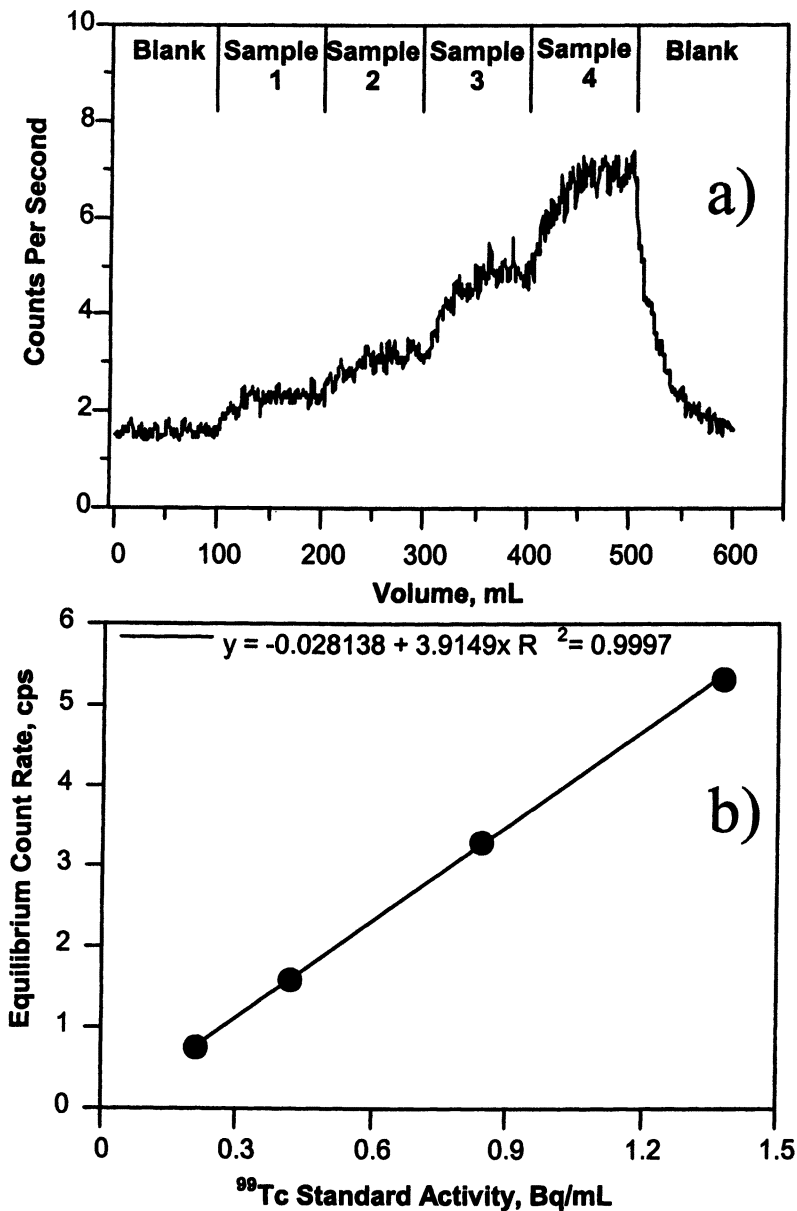 10
Blank Sample Sample Sample Sample Blank
1 2 3 4
8
6
4
2
0
Counts Per Second
a)
0 100 200 300 400 500 600
Volume, mL
6
y = -0.028138 + 3.9149x R 2= 0.9997
5
4
3
2
1
0
Equilibrium Count Rate, cps
b)
0 0.3 0.6 0.9 1.2 1.5
99Tc Standard Activity, Bq/mL